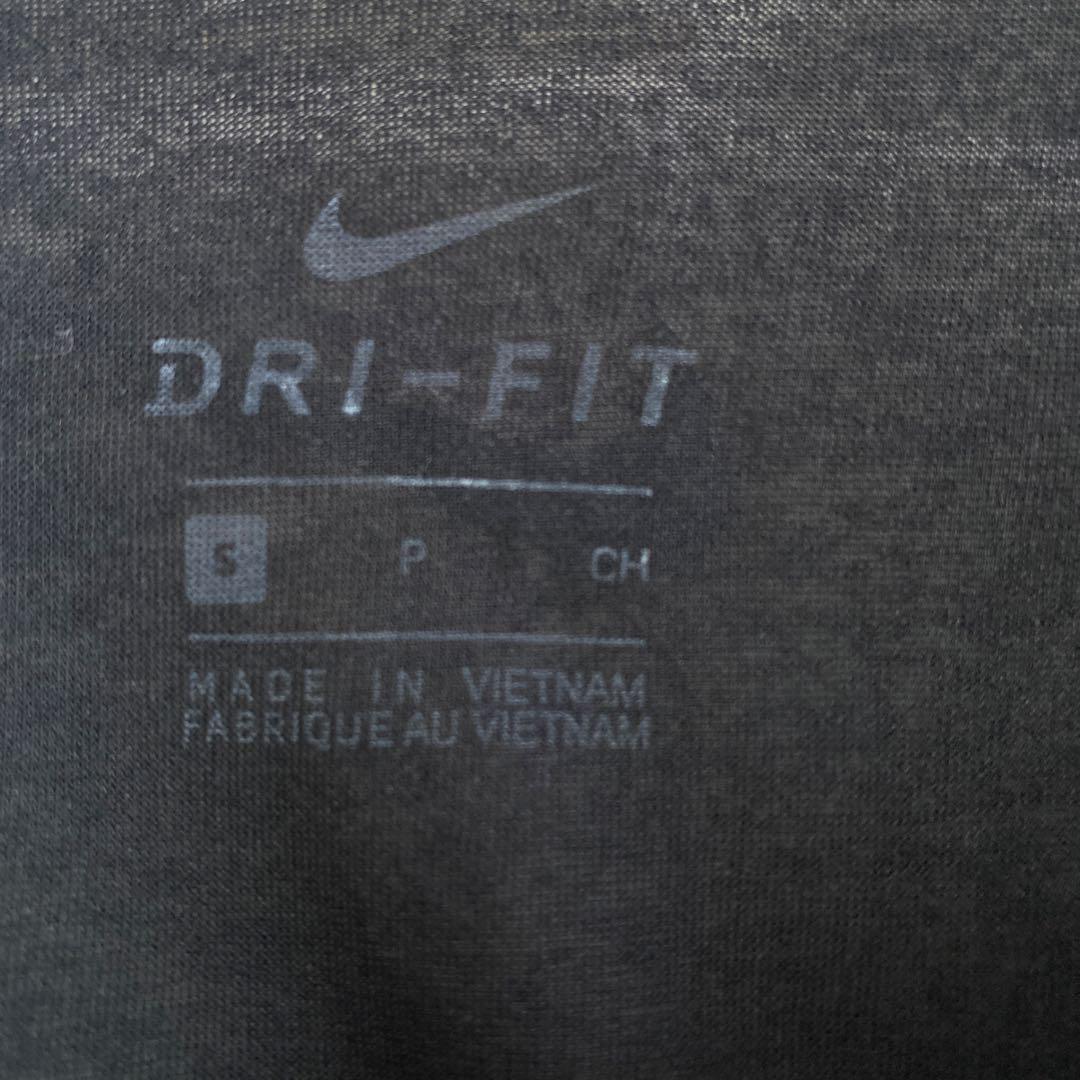 DRI-FIT
S P CH
MADE IN VIETNAM
FABRIQUE AU VIETNAM